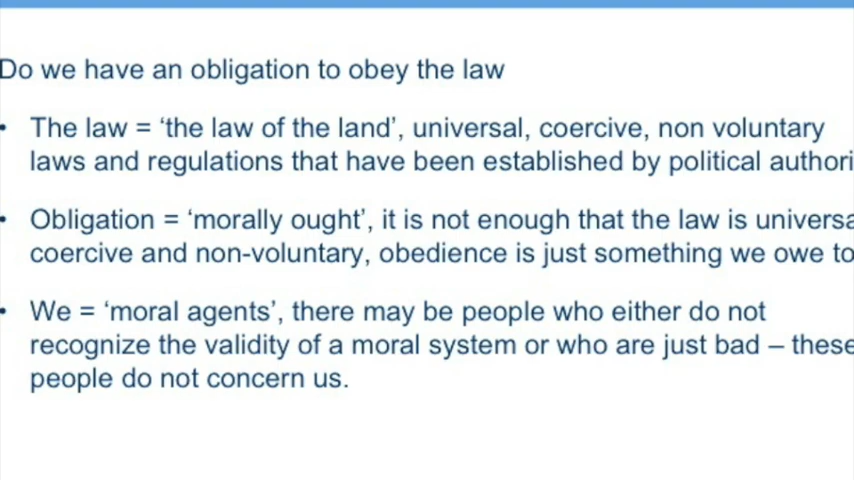 Do we have an obligation to obey the law
• The law = ‘the law of the land’, universal, coercive, non voluntary
laws and regulations that have been established by political authori
• Obligation = ‘morally ought’, it is not enough that the law is universa
coercive and non-voluntary, obedience is just something we owe to
• We = ‘moral agents’, there may be people who either do not
recognize the validity of a moral system or who are just bad – these
people do not concern us.